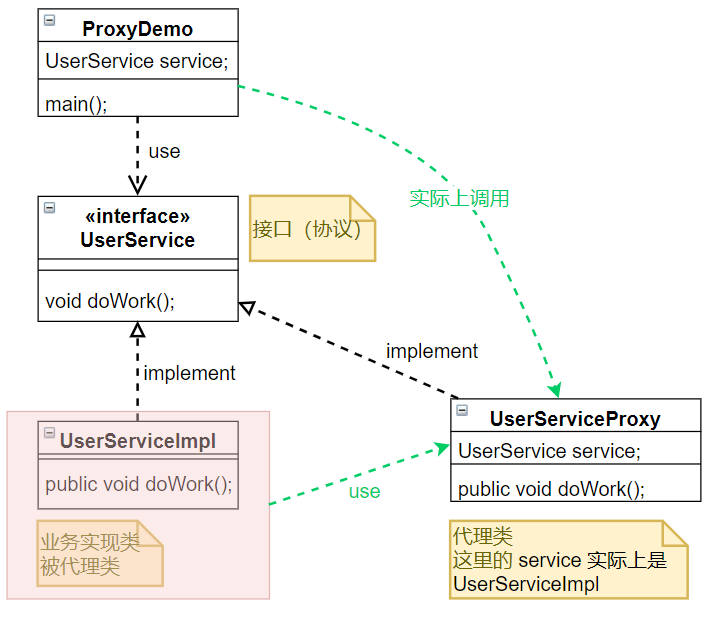 ProxyDemo
UserService service;
main();
use
实际上调用
«interface»
UserService
void doWork();
接口（协议）
implement
implement
UserServiceImpl
public void doWork();
业务实现类
被代理类
use
UserServiceProxy
UserService service;
public void doWork();
代理类
这里的 service 实际上是
UserServiceImpl